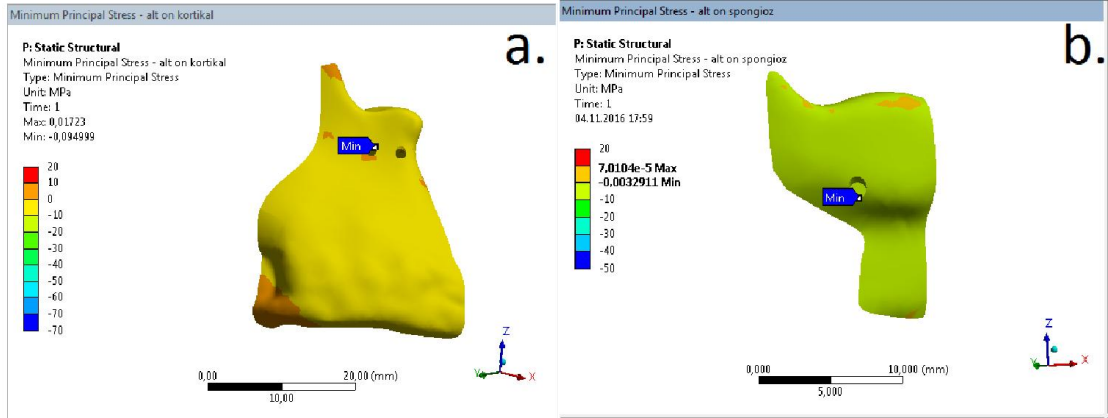 Minimum Principal Stress - alt on kortikal
a.
P: Static Structural
Minimum Principal Stress - alt on kortikal
Type: Minimum Principal Stress
Unit: MPa
Time: 1
Max: 0,01723
Min: -0,094999
Min
20
10
0
-10
-20
-30
-40
-50
-60
-70
0,00
20,00 (mm)
10,00
Z
Y
X
Minimum Principal Stress - alt on spongioz
b.
P: Static Structural
Minimum Principal Stress - alt on spongioz
Type: Minimum Principal Stress
Unit: MPa
Time: 1
04.11.2016 17:59
20
7,0104e-5 Max
-0,0032911 Min
-10
-20
-30
-40
-50
Min
0,000
10,000 (mm)
5,000
Z
Y
X